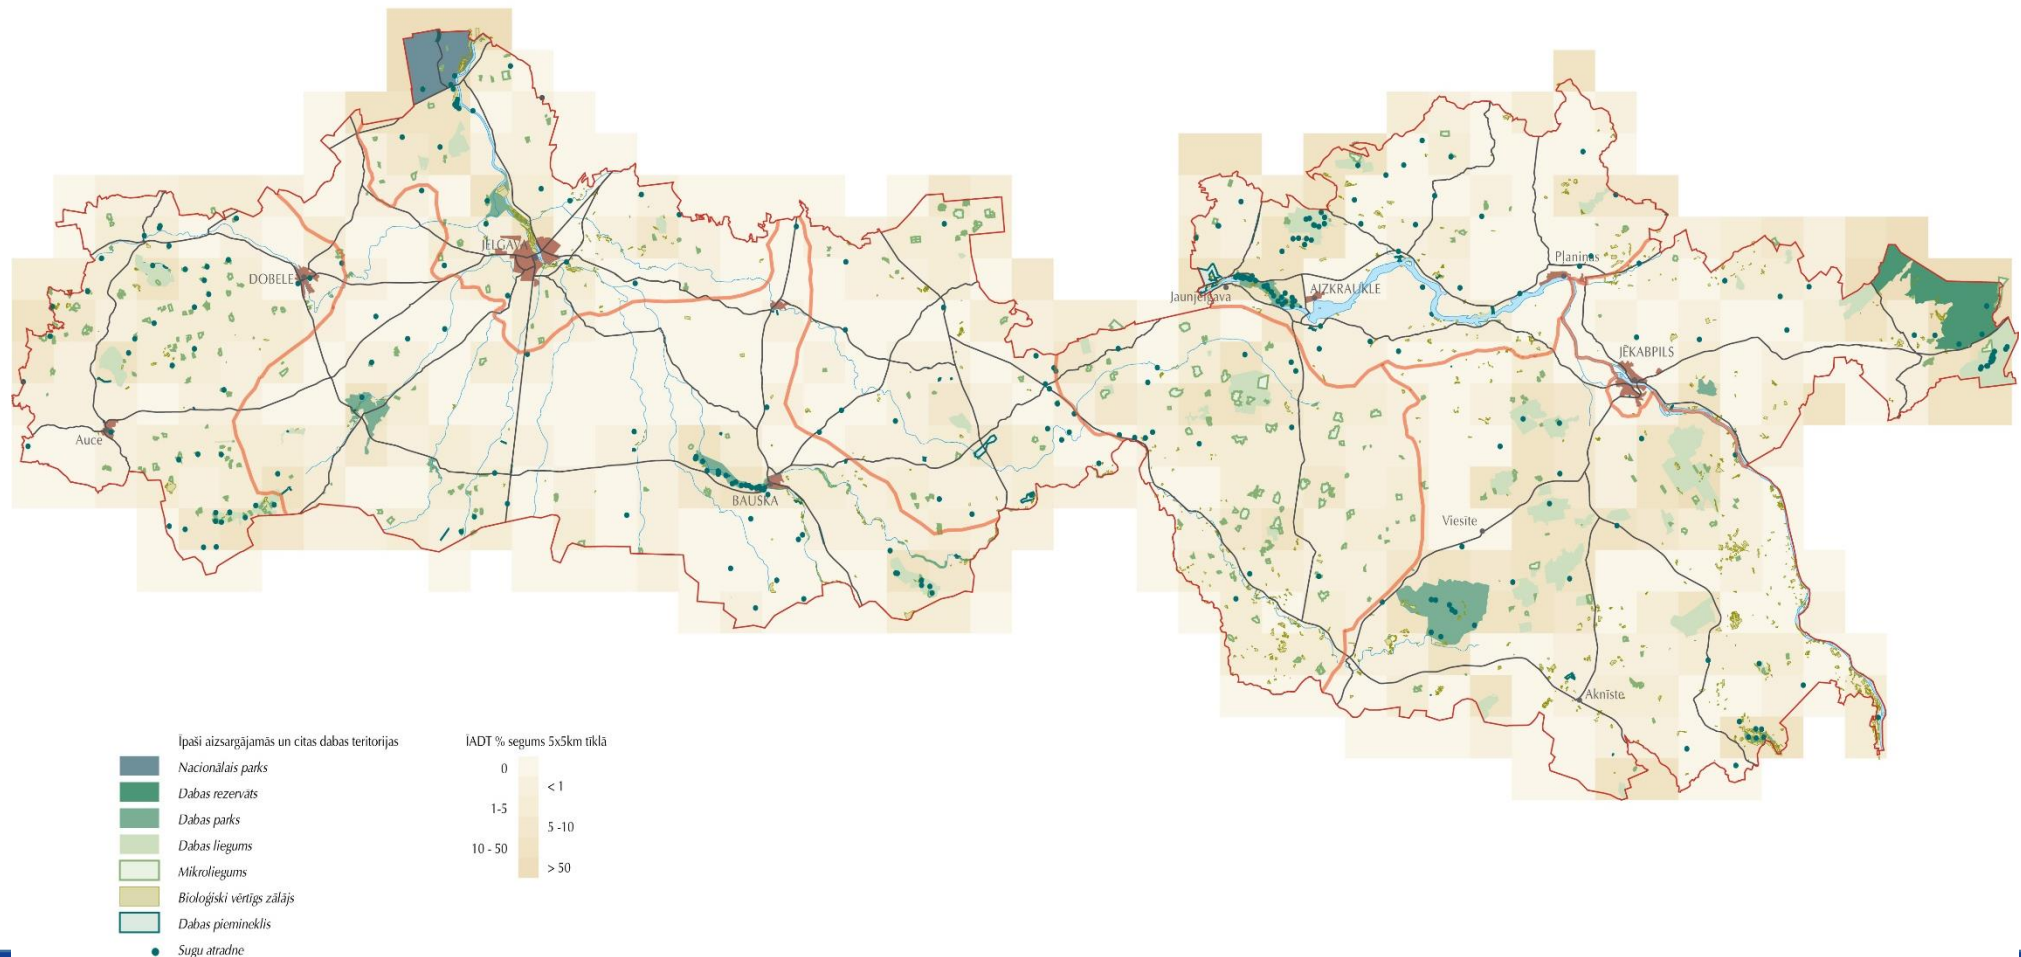 JELGAVA
DOBELE
Auce
BAUSKA
Jaunjelgava
AIZKRAUKLE
Planinas
JĒKABPILS
Viesīte
Aknīste
Īpaši aizsargājamās un citas dabas teritorijas
Nacionālais parks
Dabas rezervāts
Dabas parks
Dabas liegums
Mikroliegums
Bioloģiski vērtīgs zālājs
Dabas piemineklis
Sugu atradne
ĪADT % segums 5x5km tīklā
0
< 1
1-5
5 -10
10 - 50
> 50